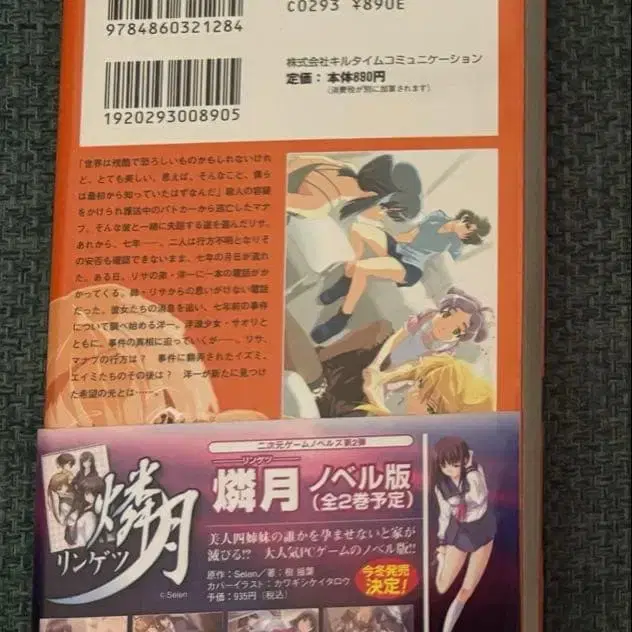 9784860321284
C0293 ¥890E
株式会社キルタイムコミュニケーション
定価：本体890円
（消費税が別に加算されます）
1920293008905
「世界は残酷で恐ろしいものかもしれないけれ
ど、とても美しい。思えば、そんなこと、僕ら
は最初から知っていたはずなんだ」殺人の容疑
をかけられ護送中のパトカーから逃亡したマナ
ブ。そんな彼と一緒に失踪する道を選んだリサ。
あれから、七年――。二人は行方不明となりそ
の安否も確認できないまま、七年の月日が流れ
た。ある日、リサの弟・洋一に一本の電話がか
かってくる。姉・リサからの思いがけない電話
だった。彼女たちの消息を追い、七年前の事件
について調べ始める洋一。浮浪少女・サオリと
ともに、事件の真相に迫っていくが――。リサ、
マナブの行方は？　事件に翻弄されたイズミ、
エイミたちのその後は？　洋一が新たに見つけ
た希望の光とは……。
二次元ゲームノベルズ第2弾
リンゲツ
燐月 ノベル版
（全2巻予定）
燐月
リンゲツ
©Selen
美人四姉妹の誰かを孕ませないと家が
滅びる!?　大人気PCゲームのノベル版!!
原作：Selen／著：樹 揺葉
カバーイラスト：カワギシケイタロウ
予価：935円（税込）
今冬発売
決定！